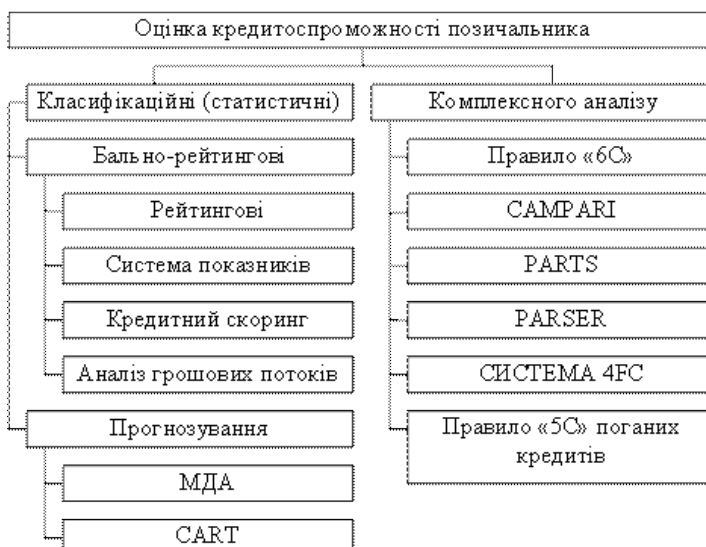 Оцінка кредитоспроможності позичальника
Класифікаційні (статистичні)
Бально-рейтингові
Рейтингові
Система показників
Кредитний скоринг
Аналіз грошових потоків
Прогнозування
МДА
CART
Комплексного аналізу
Правило «6С»
CAMPARI
PARTS
PARSER
СИСТЕМА 4FC
Правило «5С» поганих
кредитів